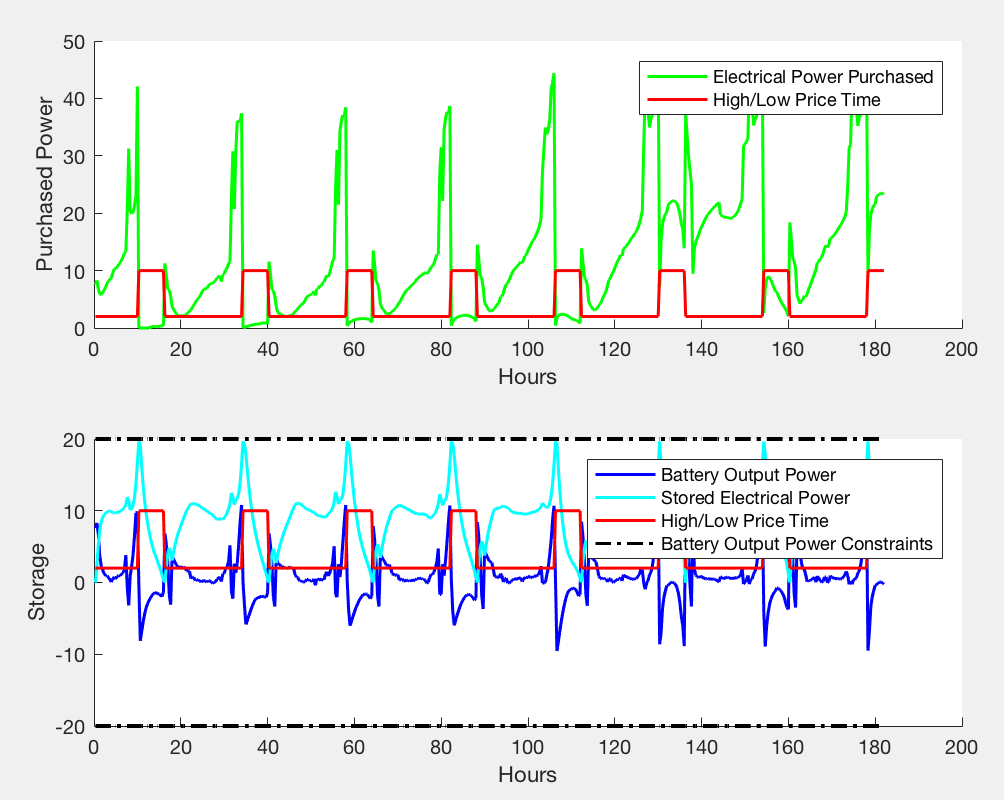 50
40
30
20
10
0
Purchased Power
Electrical Power Purchased
High/Low Price Time
0 20 40 60 80 100 120 140 160 180 200
Hours
20
10
0
-10
-20
Storage
Battery Output Power
Stored Electrical Power
High/Low Price Time
Battery Output Power Constraints
0 20 40 60 80 100 120 140 160 180 200
Hours